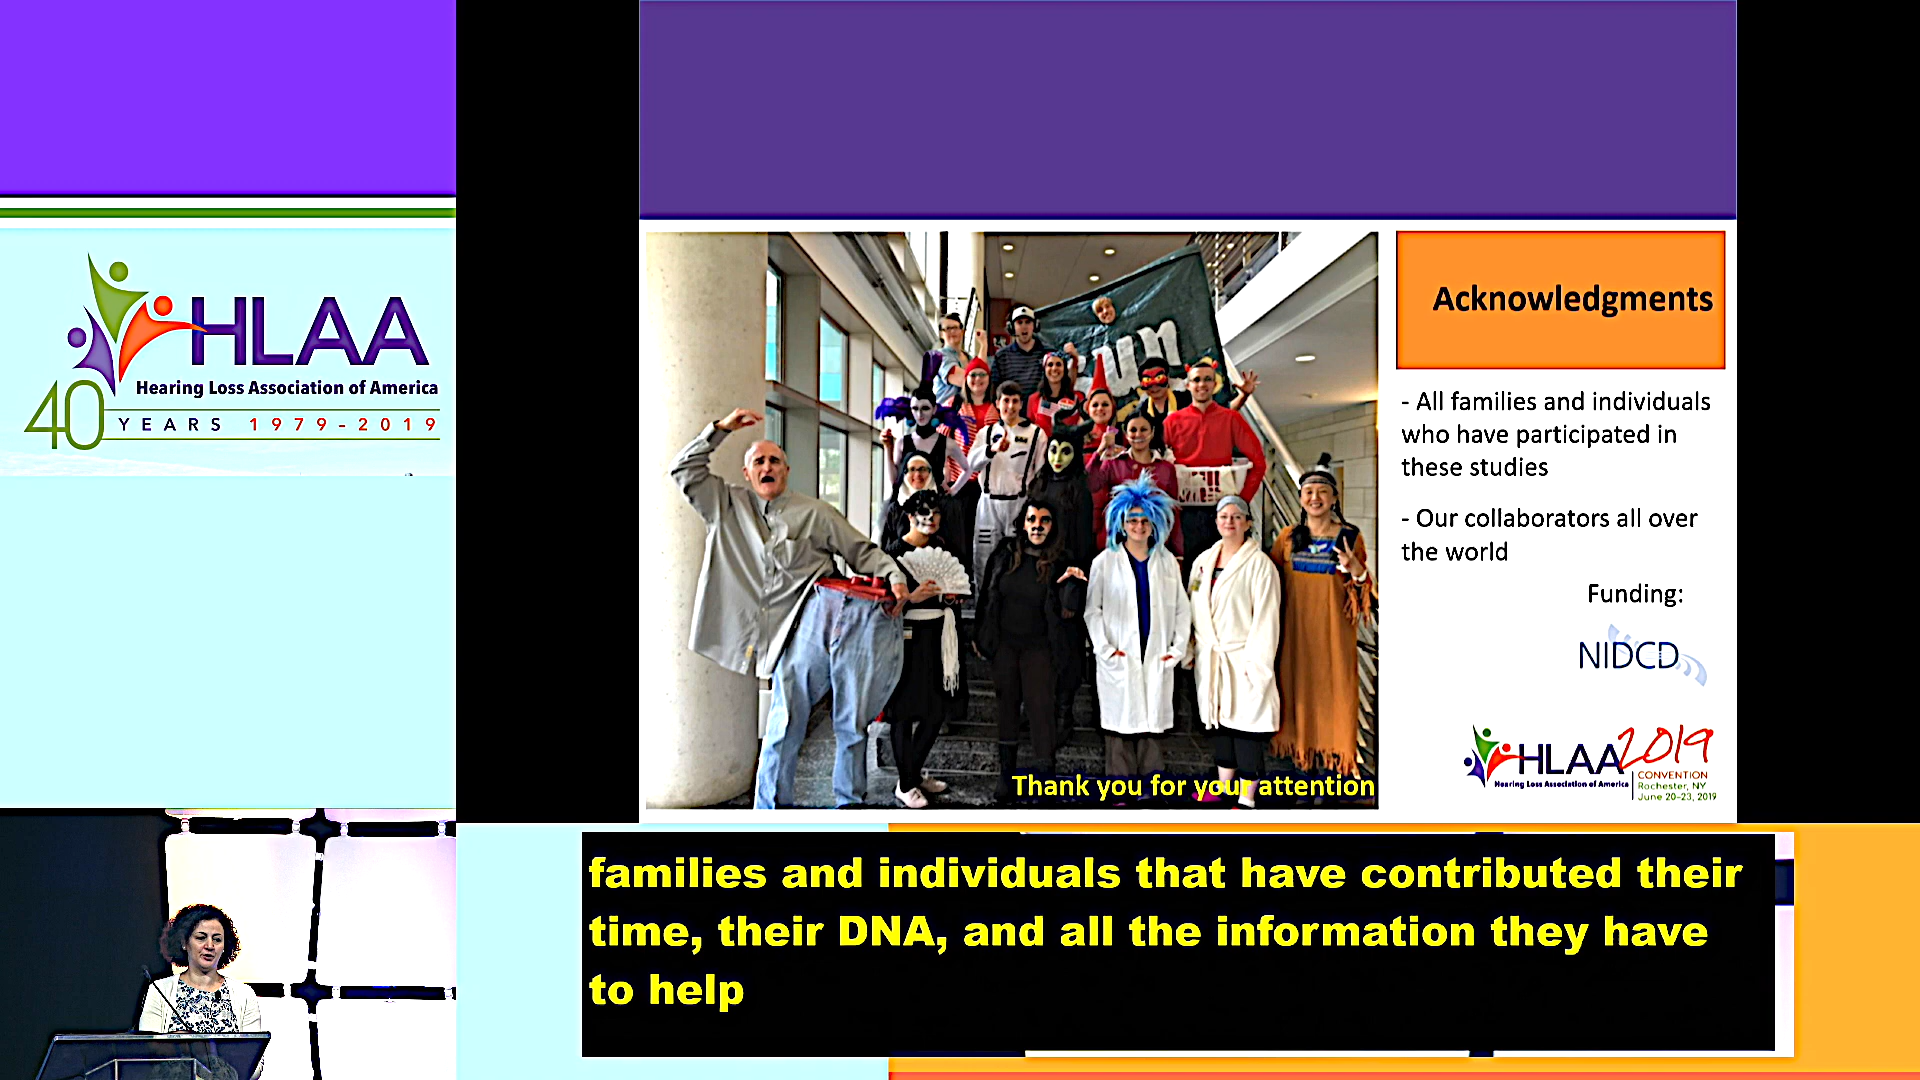 HLAA
Hearing Loss Association of America
40 YEARS 1979-2019
un
Thank you for your attention
Acknowledgments
- All families and individuals
who have participated in
these studies
- Our collaborators all over
the world
Funding:
NIDCD
HLAA 2019
Hearing Loss Association of America
CONVENTION
Rochester, NY
June 20-23, 2019
families and individuals that have contributed their
time, their DNA, and all the information they have
to help